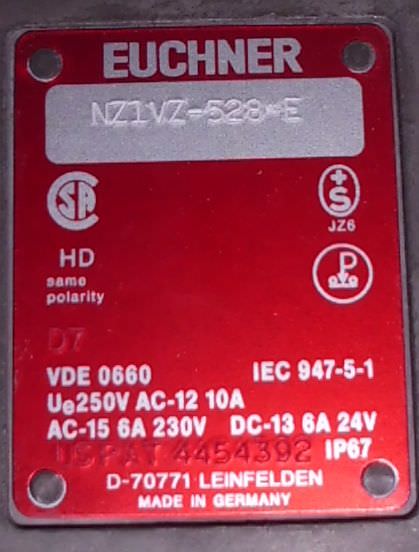 EUCHNER
NZ1VZ-528*E
SA
+
S
JZ6
HD
P
same
polarity
D7
VDE 0660 IEC 947-5-1
Ue250V AC-12 10A
AC-15 6A 230V DC-13 6A 24V
US PAT 4454392 IP67
D-70771 LEINFELDEN
MADE IN GERMANY